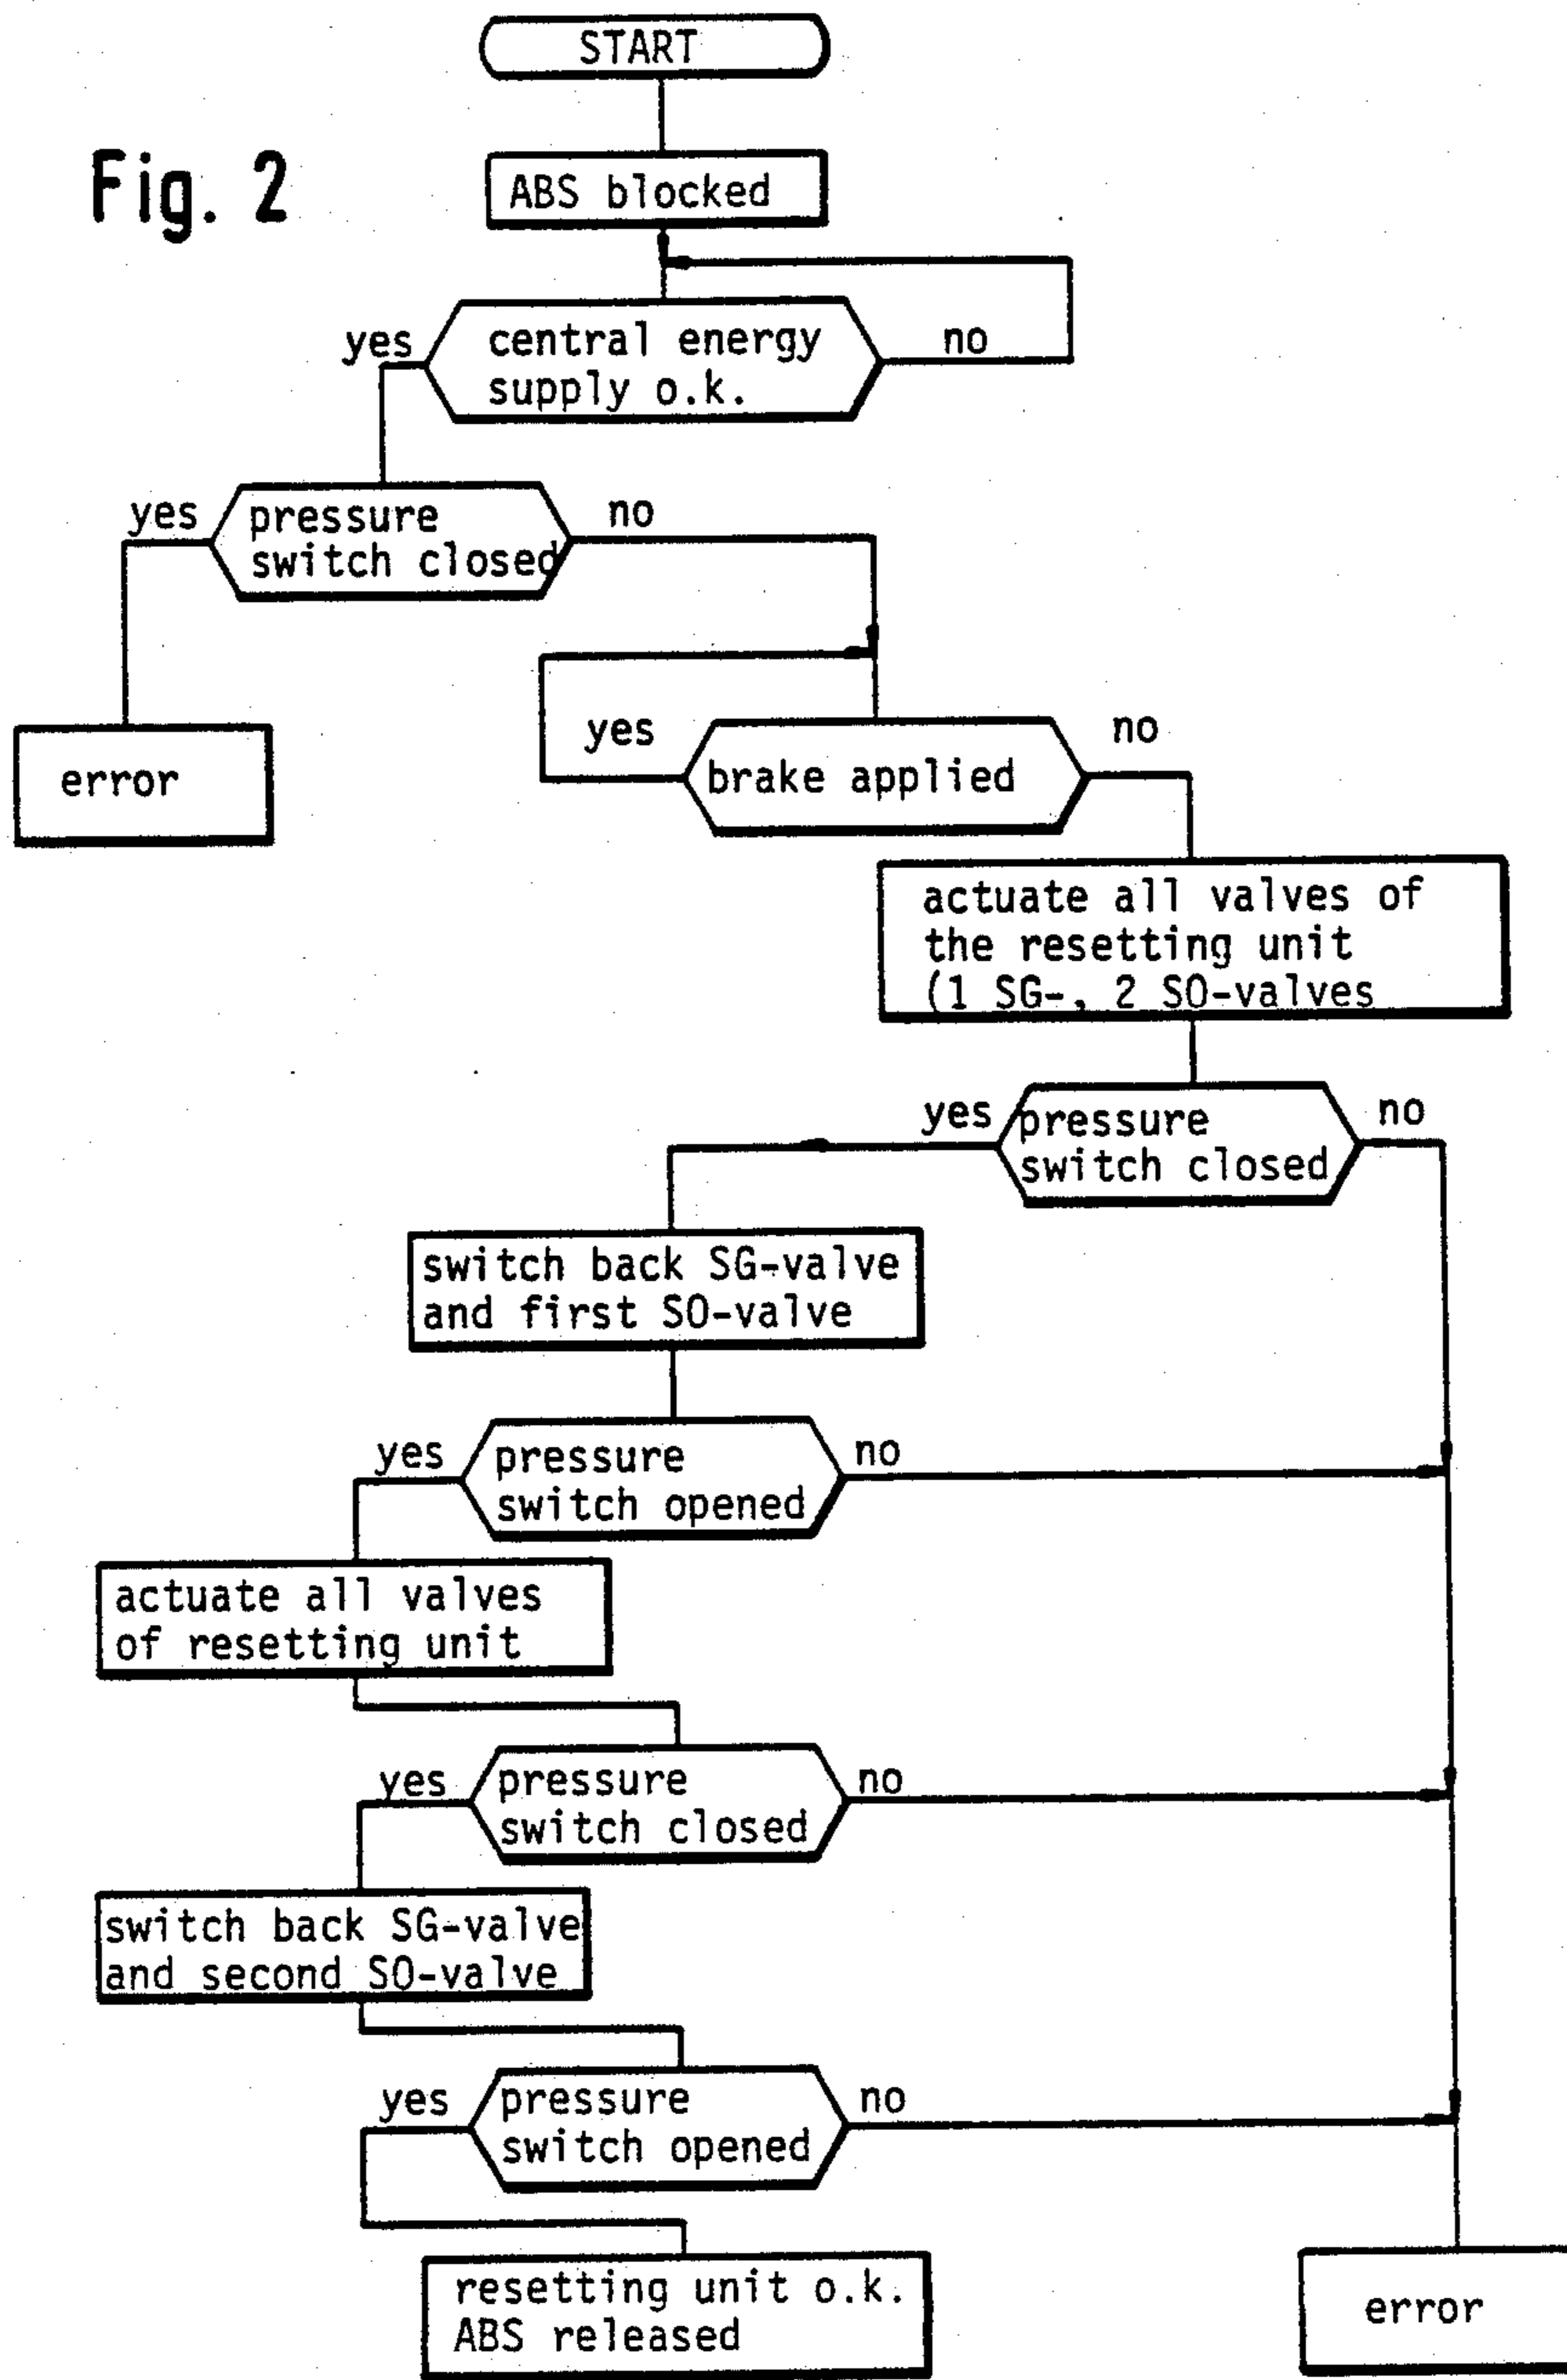 START
Fig. 2
ABS blocked
yes
central energy
supply o.k.
no
yes
pressure
switch closed
no
error
yes
brake applied
no
actuate all valves of
the resetting unit
(1 SG-, 2 SO-valves
yes
pressure
switch closed
no
switch back SG-valve
and first SO-valve
yes
pressure
switch opened
no
actuate all valves
of resetting unit
yes
pressure
switch closed
no
switch back SG-valve
and second SO-valve
yes
pressure
switch opened
no
resetting unit o.k.
ABS released
error